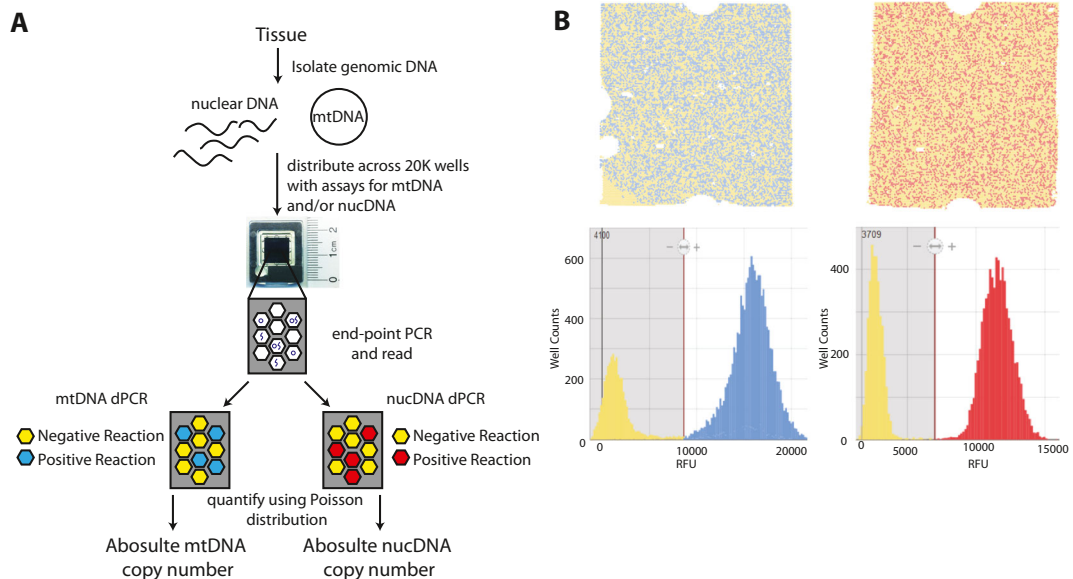 A
Tissue
Isolate genomic DNA
nuclear DNA
mtDNA
distribute across 20K wells
with assays for mtDNA
and/or nucDNA
2
1cm
0
end-point PCR
and read
mtDNA dPCR
nucDNA dPCR
Negative Reaction
Positive Reaction
Negative Reaction
Positive Reaction
quantify using Poisson
distribution
Abosulte mtDNA
copy number
Absoulte nucDNA
copy number
B
4100
− +
600
400
200
0
Well Counts
10000
20000
RFU
3709
− +
400
200
0
Well Counts
0
5000
10000
15000
RFU